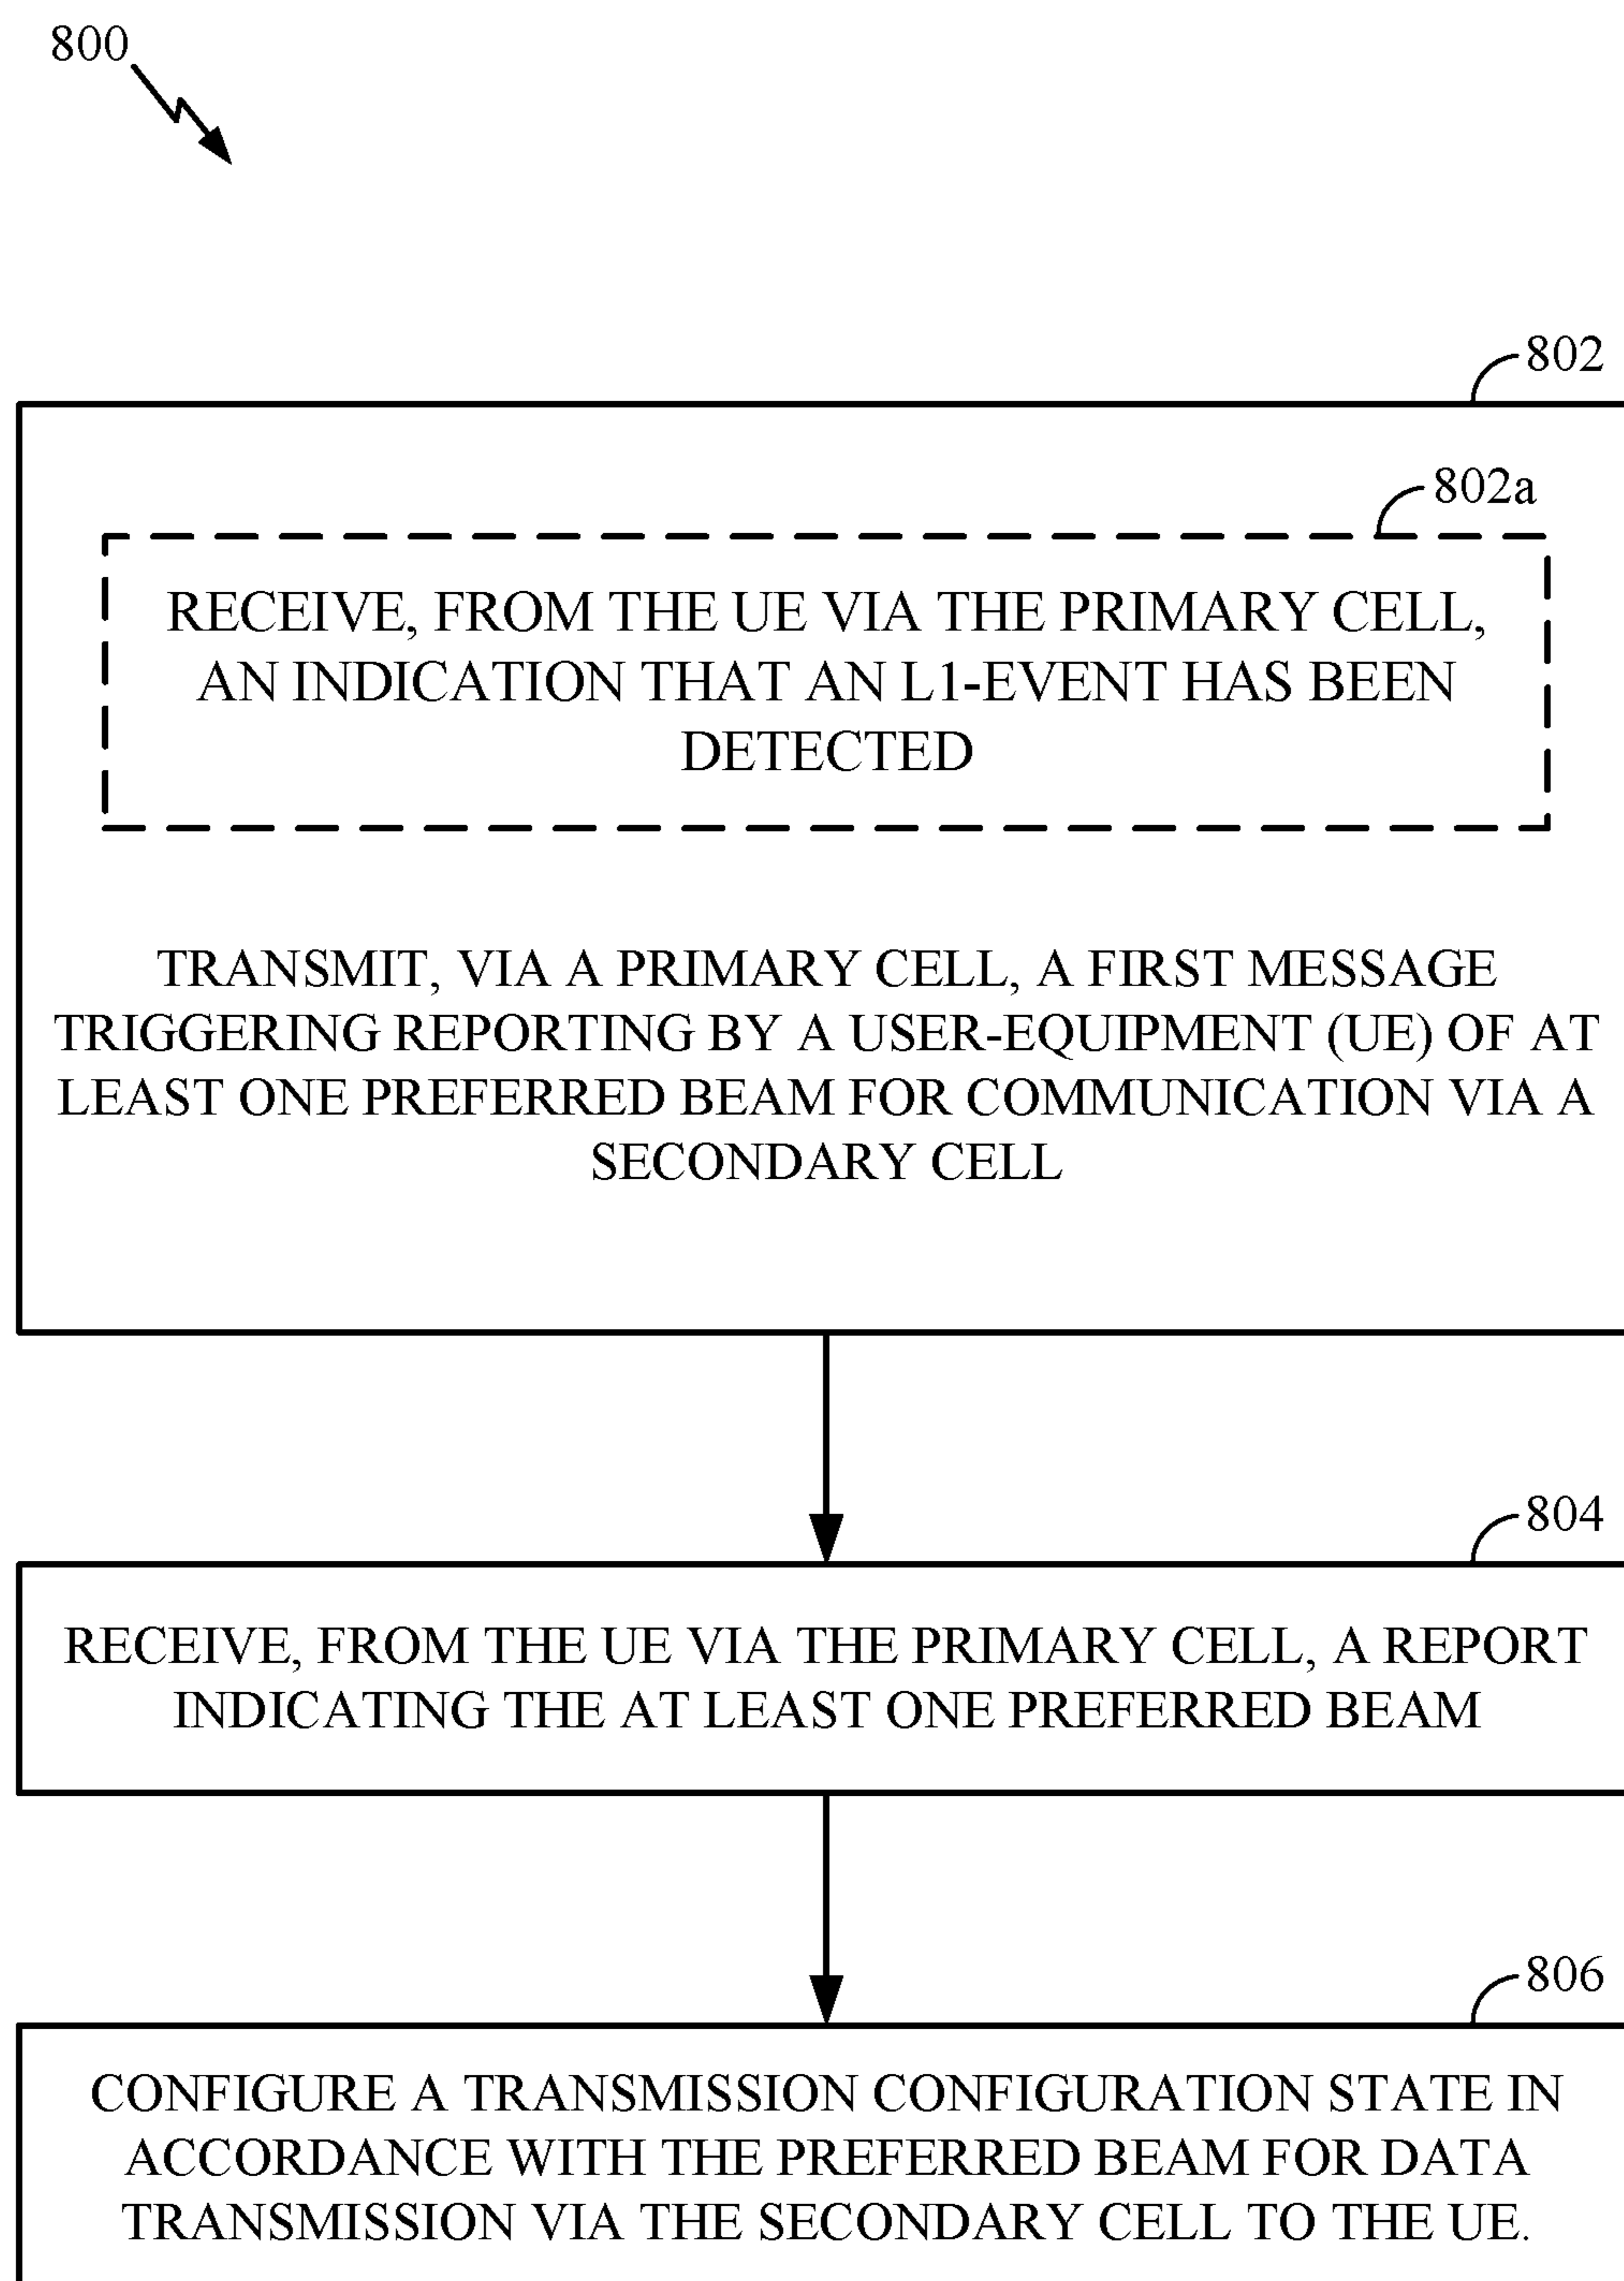 800
802
802a
RECEIVE, FROM THE UE VIA THE PRIMARY CELL,
AN INDICATION THAT AN L1-EVENT HAS BEEN
DETECTED
TRANSMIT, VIA A PRIMARY CELL, A FIRST MESSAGE
TRIGGERING REPORTING BY A USER-EQUIPMENT (UE) OF AT
LEAST ONE PREFERRED BEAM FOR COMMUNICATION VIA A
SECONDARY CELL
804
RECEIVE, FROM THE UE VIA THE PRIMARY CELL, A REPORT
INDICATING THE AT LEAST ONE PREFERRED BEAM
806
CONFIGURE A TRANSMISSION CONFIGURATION STATE IN
ACCORDANCE WITH THE PREFERRED BEAM FOR DATA
TRANSMISSION VIA THE SECONDARY CELL TO THE UE.